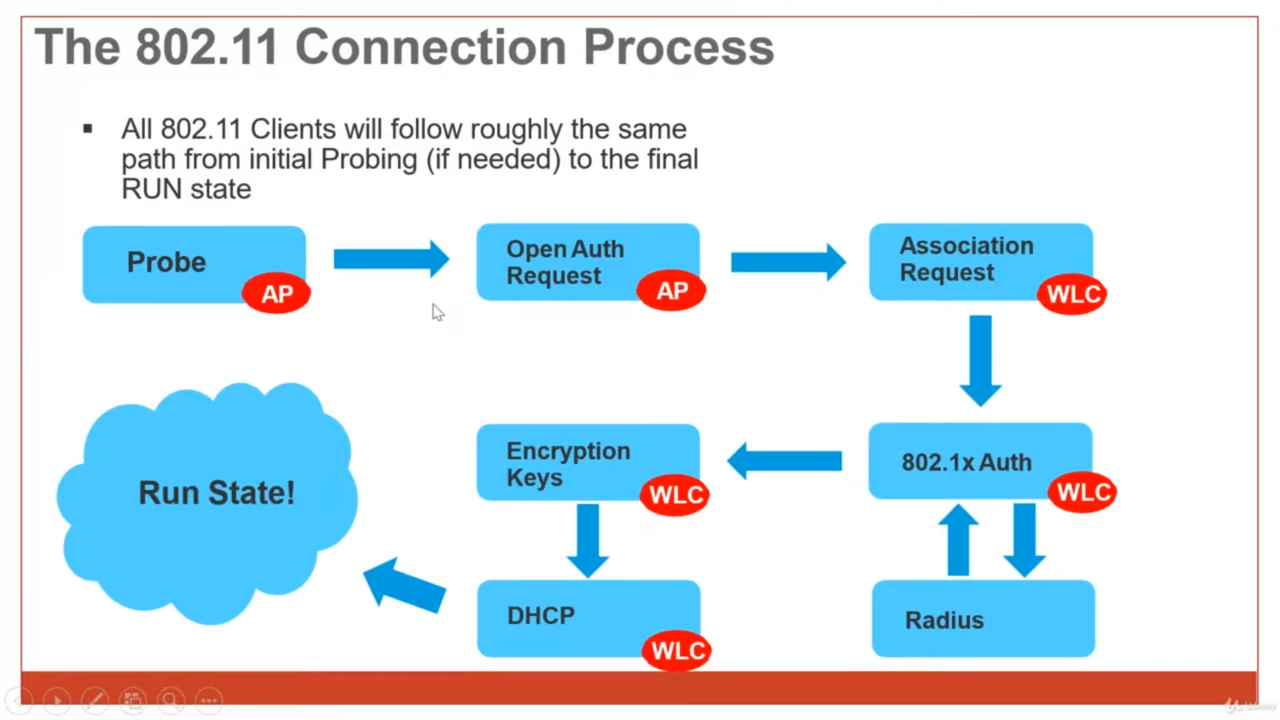 The 802.11 Connection Process
▪ All 802.11 Clients will follow roughly the same
path from initial Probing (if needed) to the final
RUN state
Probe
AP
Open Auth
Request
AP
Association
Request
WLC
802.1x Auth
WLC
Radius
Encryption
Keys
WLC
DHCP
WLC
Run State!
Udemy